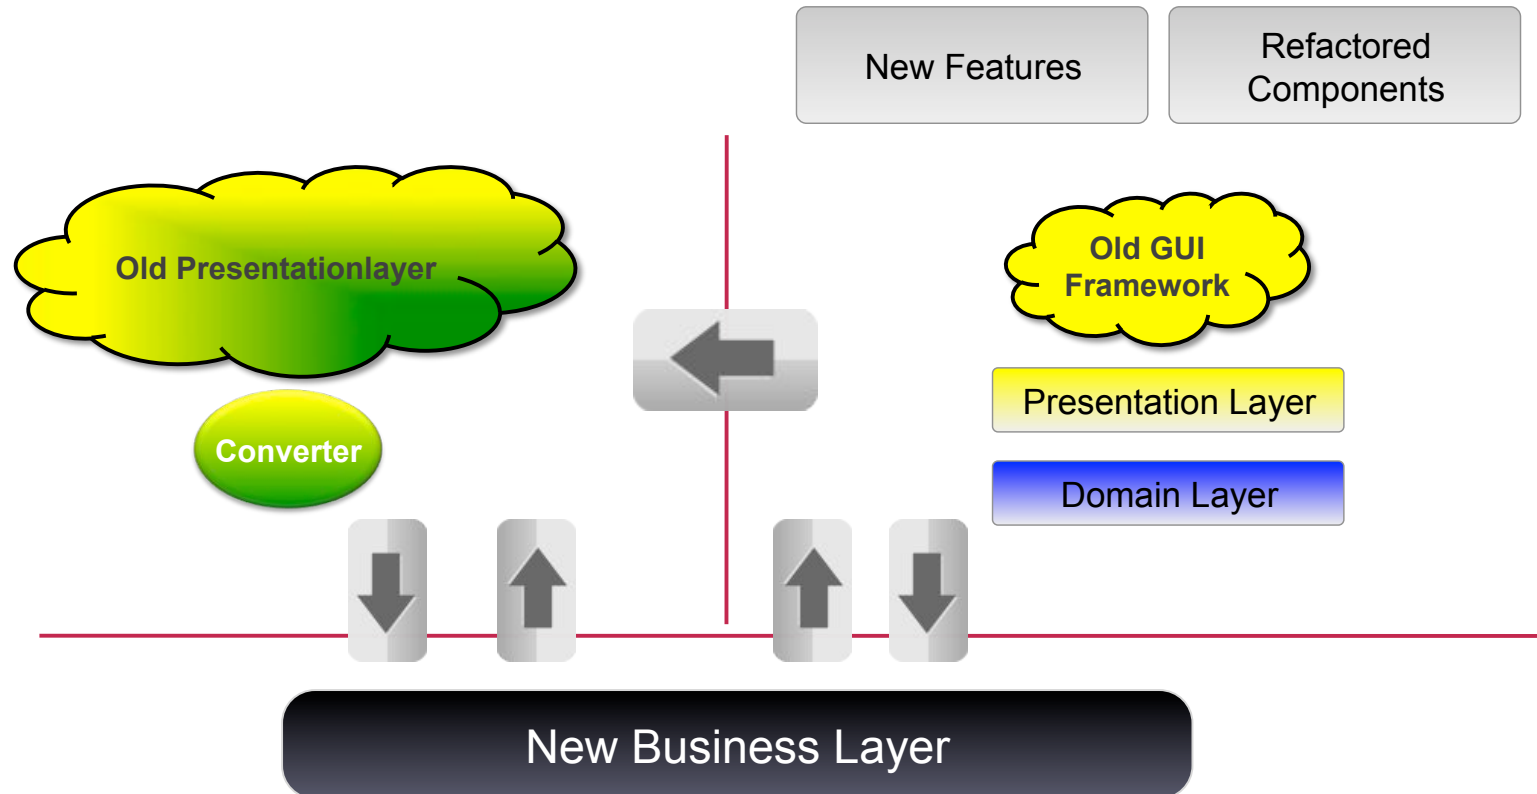 New Features
Refactored
Components
Old Presentationlayer
Converter
Old GUI
Framework
Presentation Layer
Domain Layer
New Business Layer